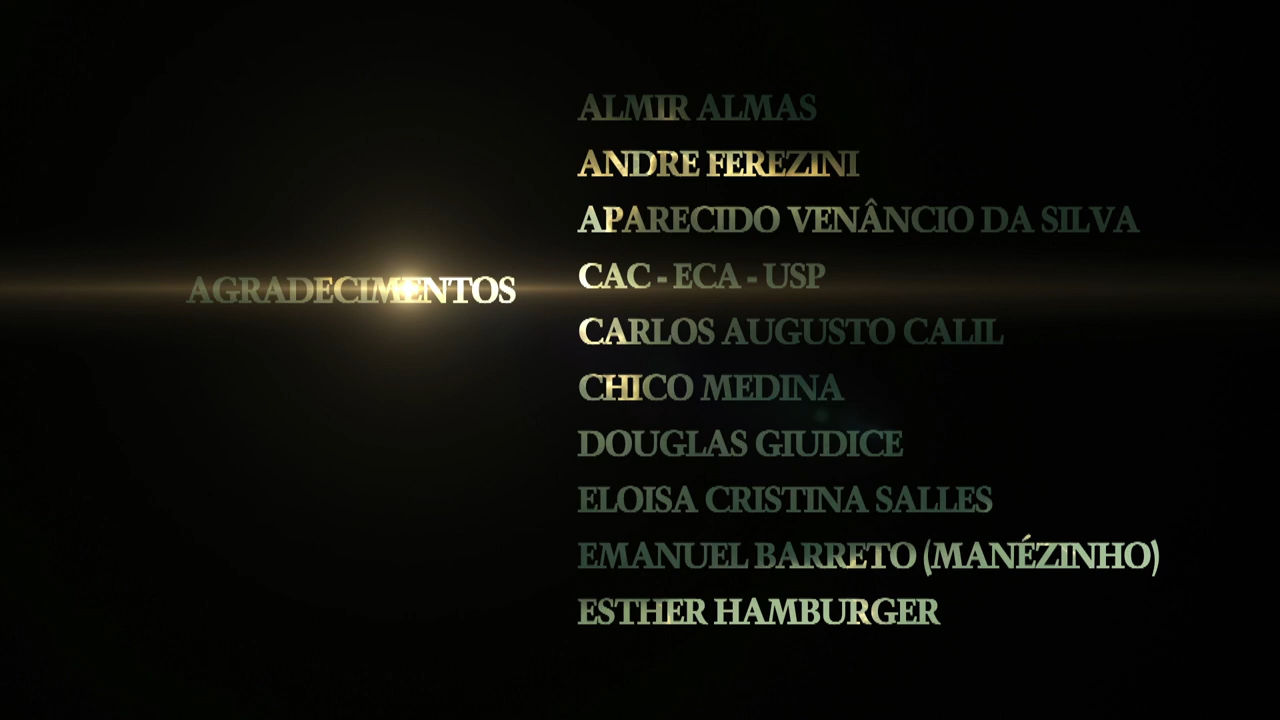 AGRADECIMENTOS
ALMIR ALMAS
ANDRE FEREZINI
APARECIDO VENÂNCIO DA SILVA
CAC - ECA - USP
CARLOS AUGUSTO CALIL
CHICO MEDINA
DOUGLAS GIUDICE
ELOISA CRISTINA SALLES
EMANUEL BARRETO (MANÉZINHO)
ESTHER HAMBURGER